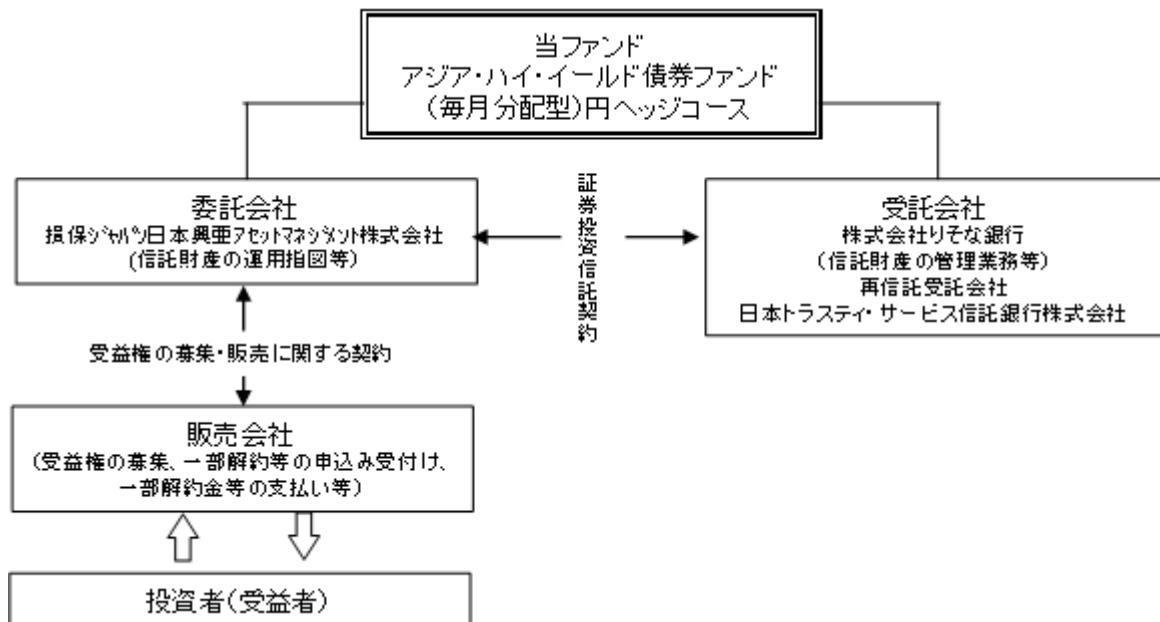 当ファンド
アジア・ハイ・イールド債券ファンド
(毎月分配型)円ヘッジコース
委託会社
損保ジャパン日本興亜アセットマネジメント株式会社
(信託財産の運用指図等)
証券投資信託契約
受託会社
株式会社りそな銀行
(信託財産の管理業務等)
再信託受託会社
日本トラスティ・サービス信託銀行株式会社
受益権の募集・販売に関する契約
販売会社
(受益権の募集、一部解約等の申込み受付け、
一部解約金等の支払い等)
投資者(受益者)